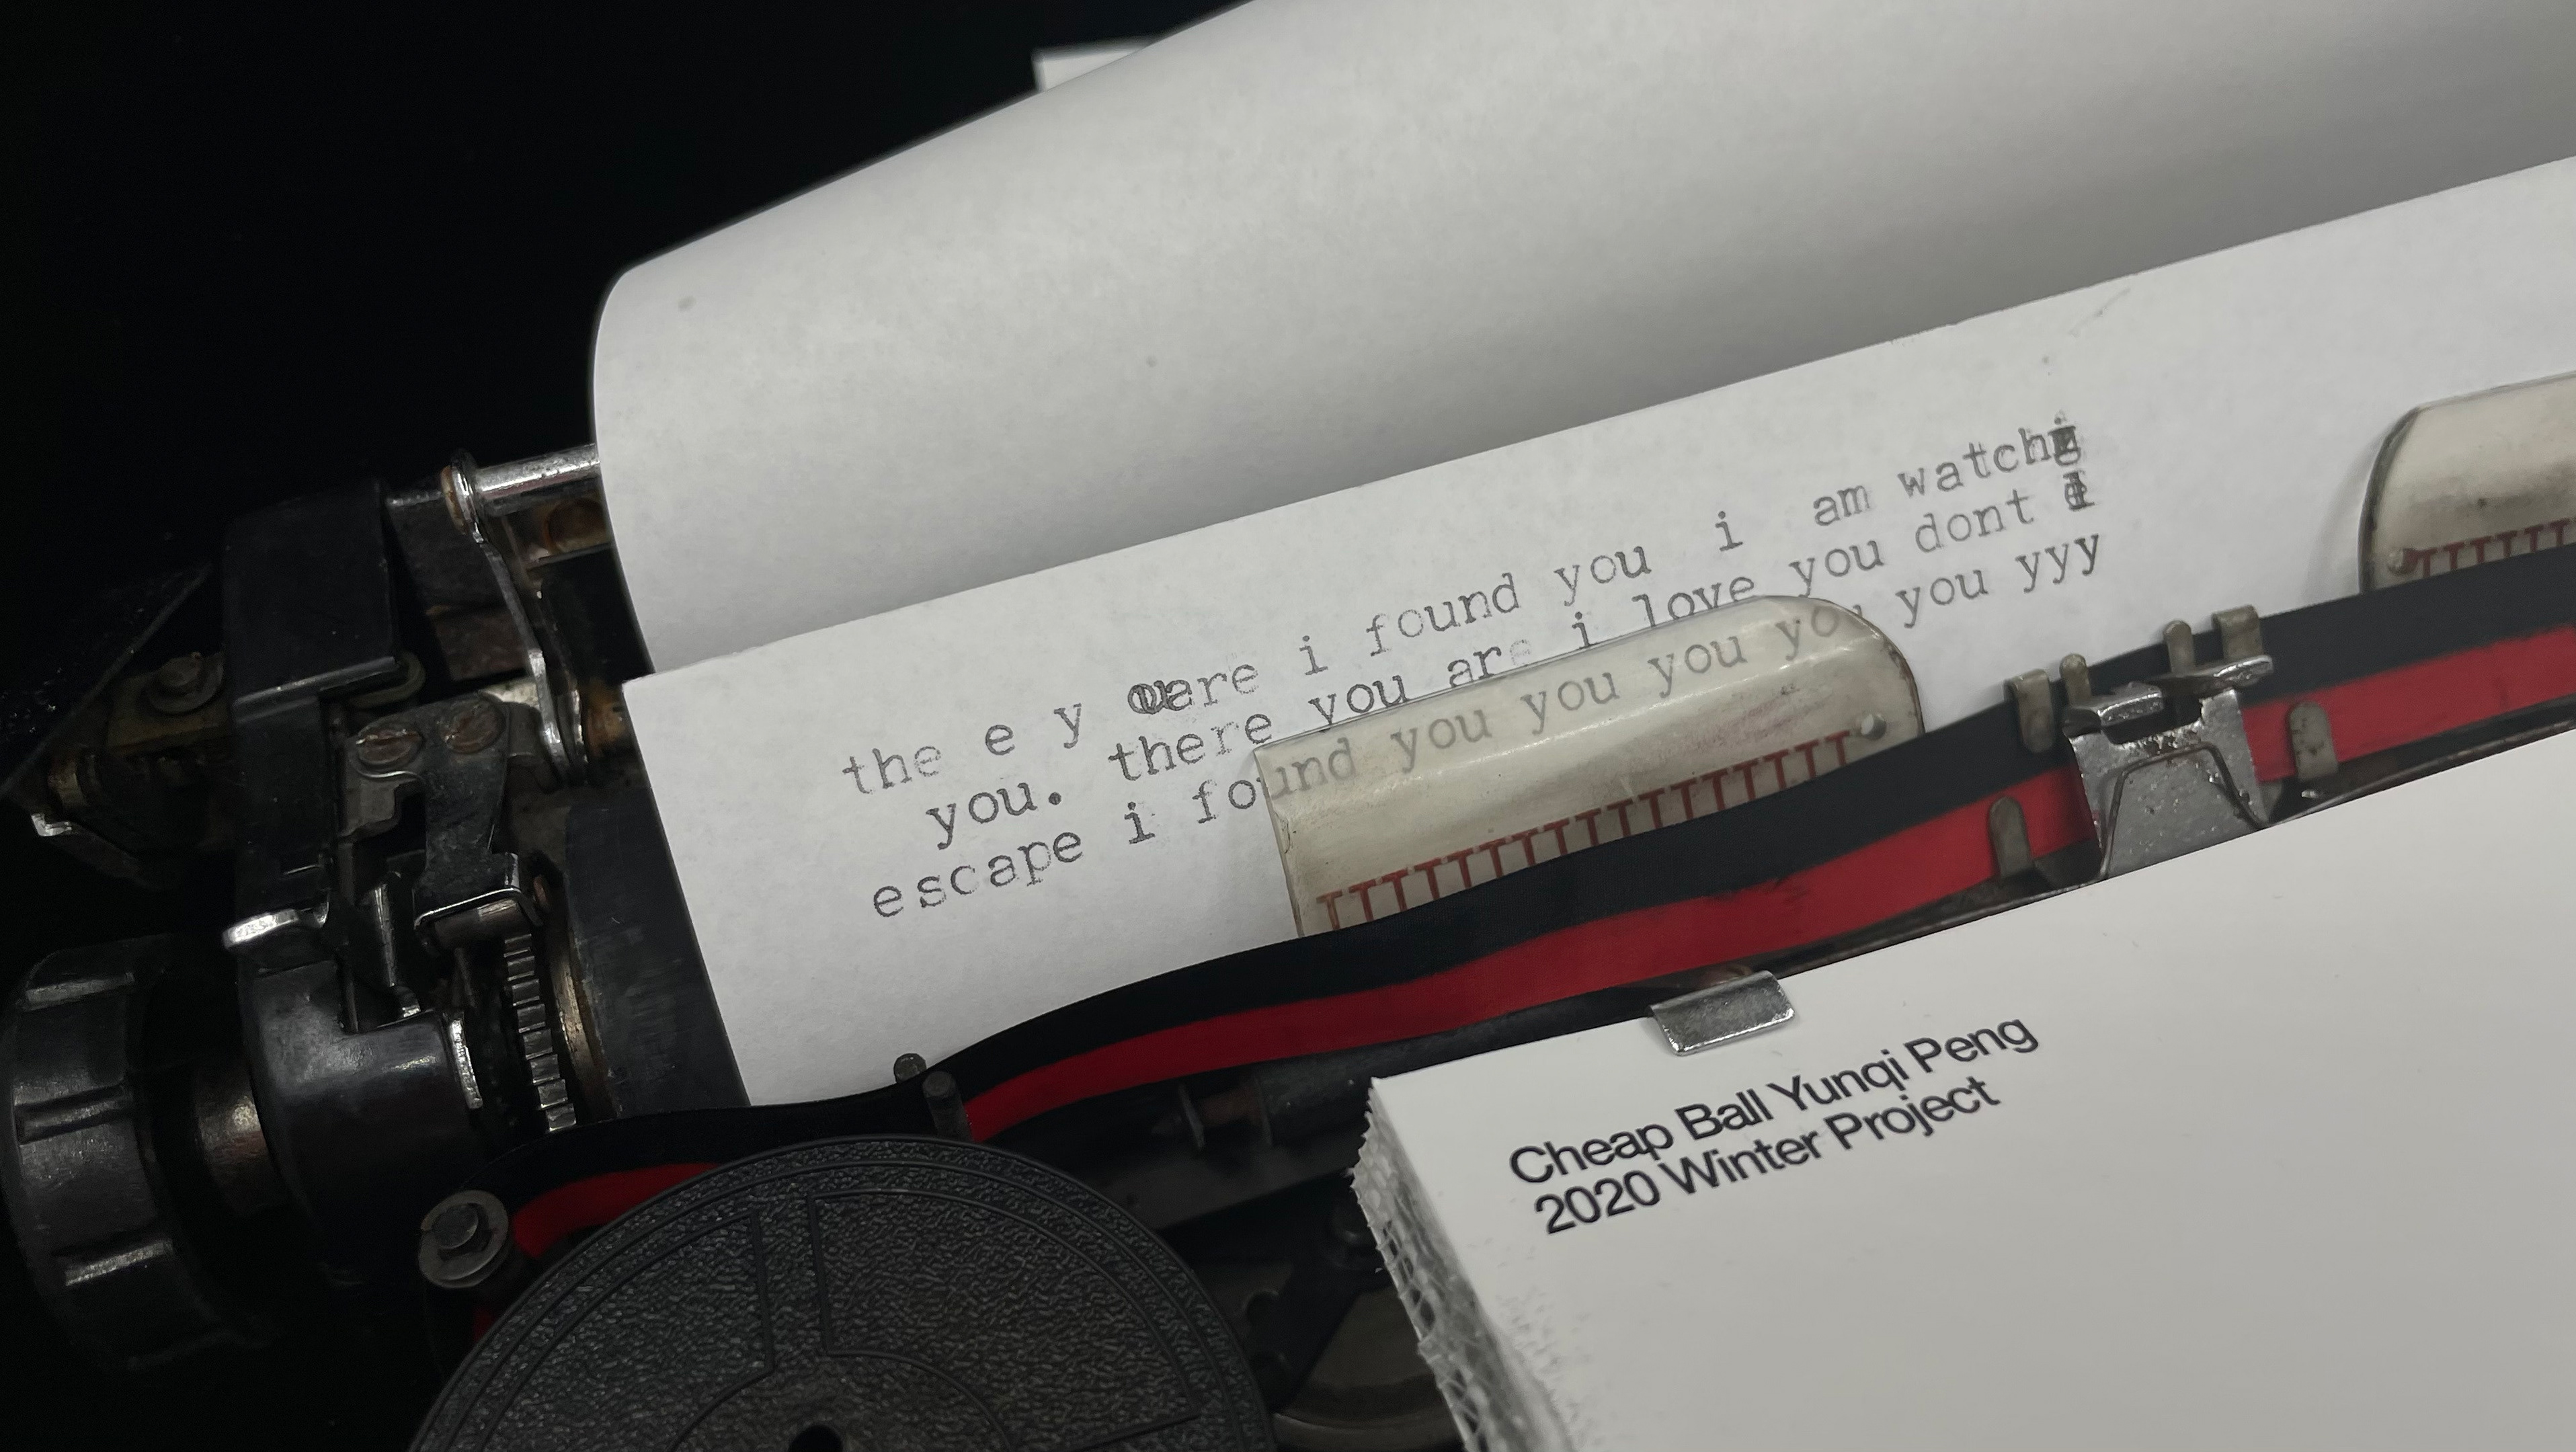 the e y are i found you i am watch
you. there you are i love you dont
escape i found you you you you you yyy
Cheap Ball Yunqi Peng
2020 Winter Project